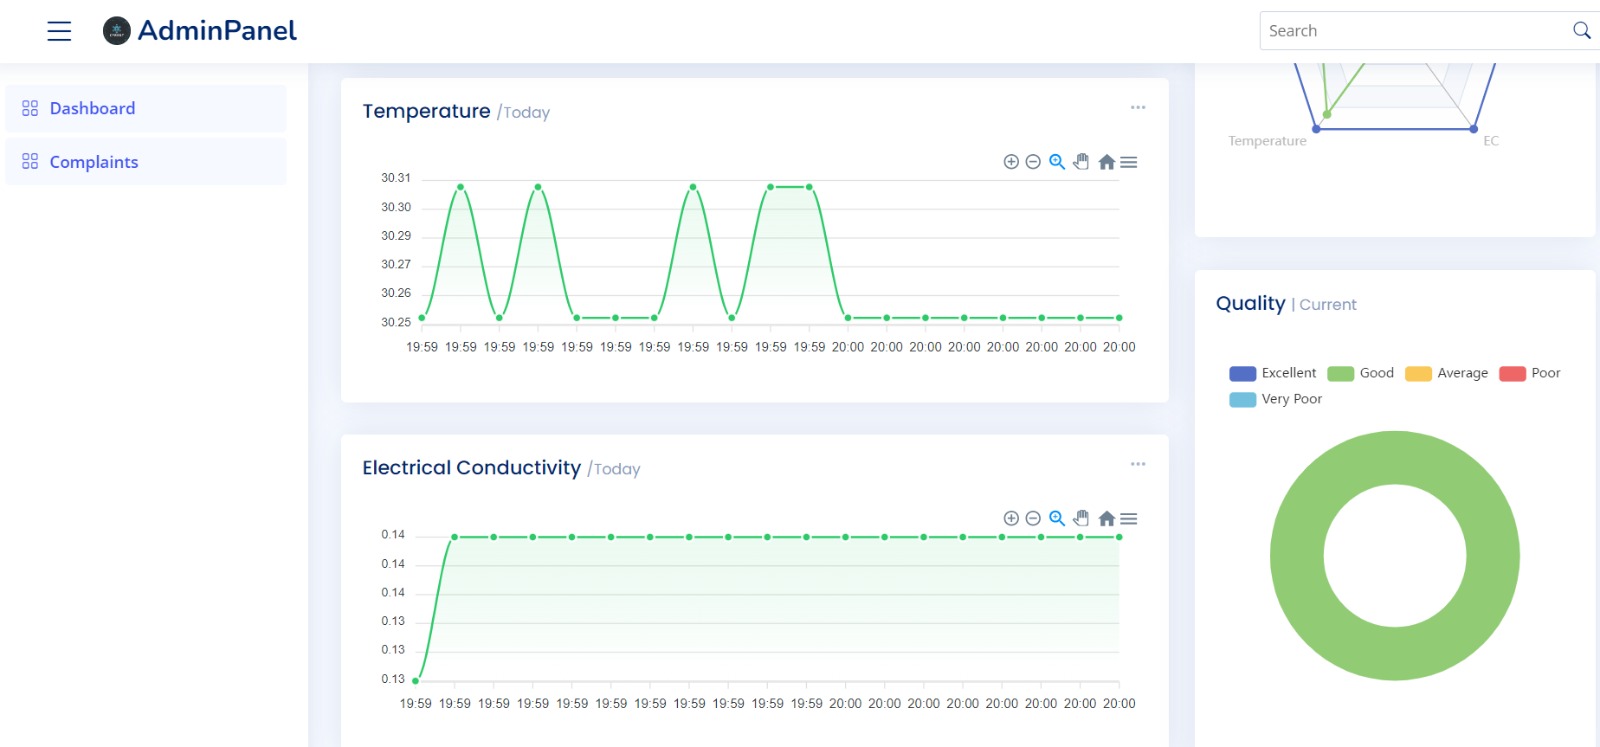 AdminPanel
Search
Dashboard
Complaints
Temperature /Today
30.31
30.30
30.29
30.27
30.26
30.25
19:59 19:59 19:59 19:59 19:59 19:59 19:59 19:59 19:59 19:59 19:59 20:00 20:00 20:00 20:00 20:00 20:00 20:00 20:00
Electrical Conductivity /Today
0.14
0.14
0.14
0.13
0.13
0.13
19:59 19:59 19:59 19:59 19:59 19:59 19:59 19:59 19:59 19:59 19:59 20:00 20:00 20:00 20:00 20:00 20:00 20:00 20:00
Temperature
EC
Quality | Current
Excellent Good Average Poor
Very Poor